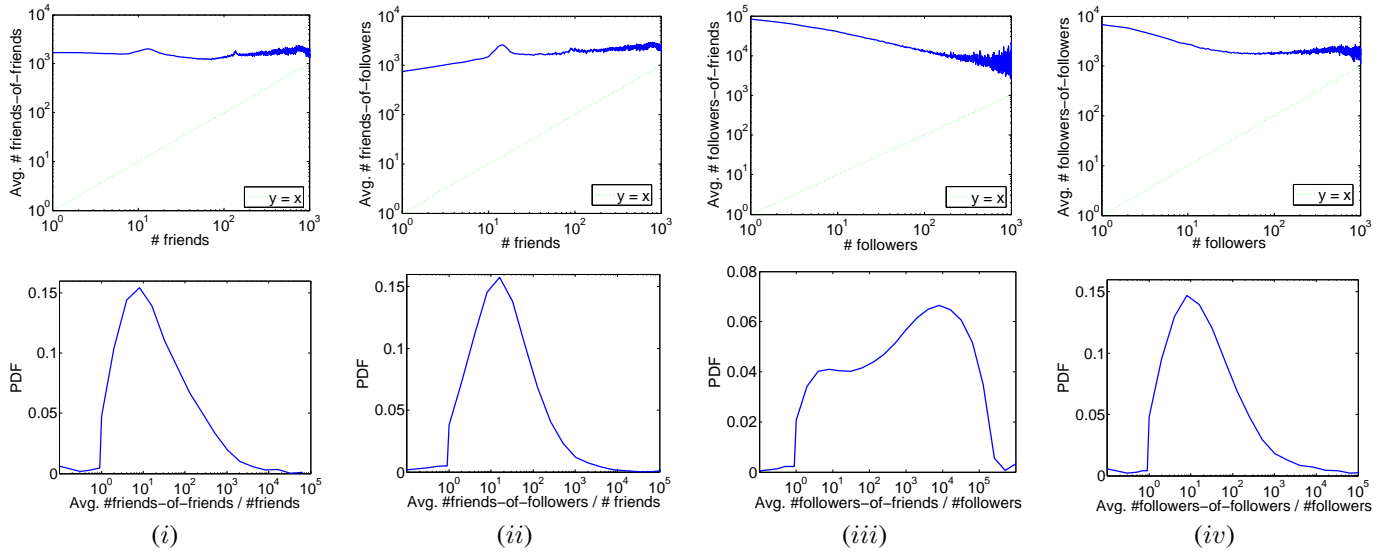 Avg. # friends-of-friends
10^4
10^3
10^2
10^1
10^0
10^0 10^1 10^2 10^3
# friends
y = x
Avg. # friends-of-followers
10^4
10^3
10^2
10^1
10^0
10^0 10^1 10^2 10^3
# friends
y = x
Avg. # followers-of-friends
10^5
10^4
10^3
10^2
10^1
10^0
10^0 10^1 10^2 10^3
# followers
y = x
Avg. # followers-of-followers
10^4
10^3
10^2
10^1
10^0
10^0 10^1 10^2 10^3
# followers
y = x
PDF
0.15
0.1
0.05
0
10^0 10^1 10^2 10^3 10^4 10^5
Avg. #friends-of-friends / #friends
(i)
PDF
0.15
0.1
0.05
0
10^0 10^1 10^2 10^3 10^4 10^5
Avg. #friends-of-followers / # friends
(ii)
PDF
0.08
0.06
0.04
0.02
0
10^0 10^1 10^2 10^3 10^4 10^5
Avg. #followers-of-friends / #followers
(iii)
PDF
0.15
0.1
0.05
0
10^0 10^1 10^2 10^3 10^4 10^5
Avg. #followers-of-followers / #followers
(iv)